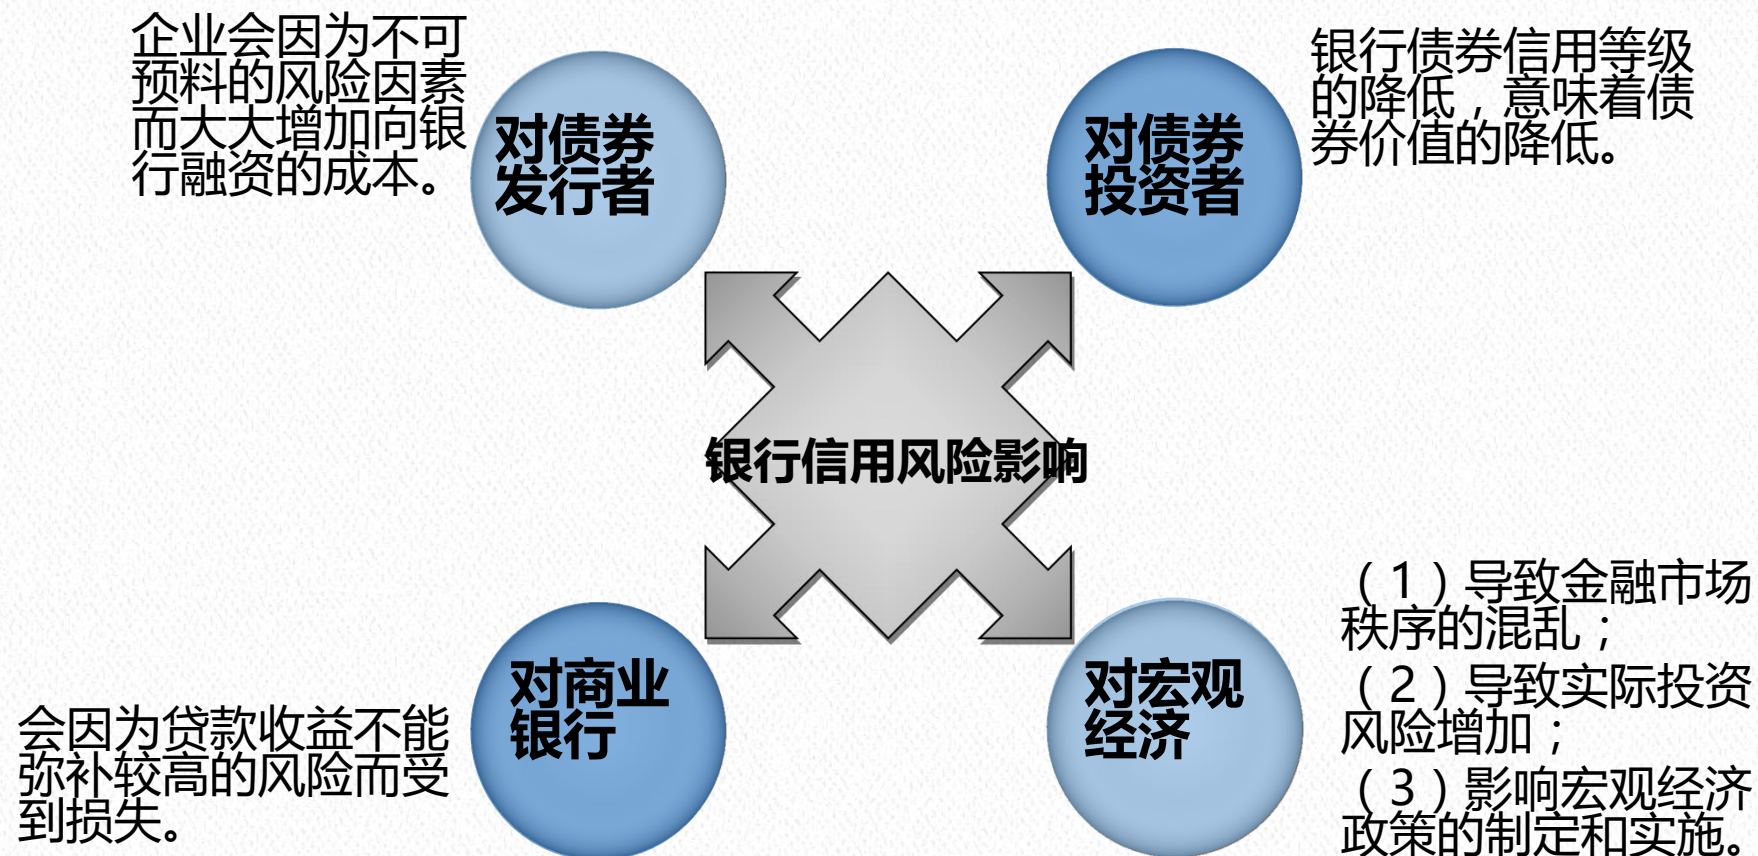 企业会因为不可
预料的风险因素
而大大增加向银
行融资的成本。
对债券
发行者
对债券
投资者
银行债券信用等级
的降低，意味着债
券价值的降低。
银行信用风险影响
会因为贷款收益不能
弥补较高的风险而受
到损失。
对商业
银行
对宏观
经济
（1）导致金融市场
秩序的混乱；
（2）导致实际投资
风险增加；
（3）影响宏观经济
政策的制定和实施。